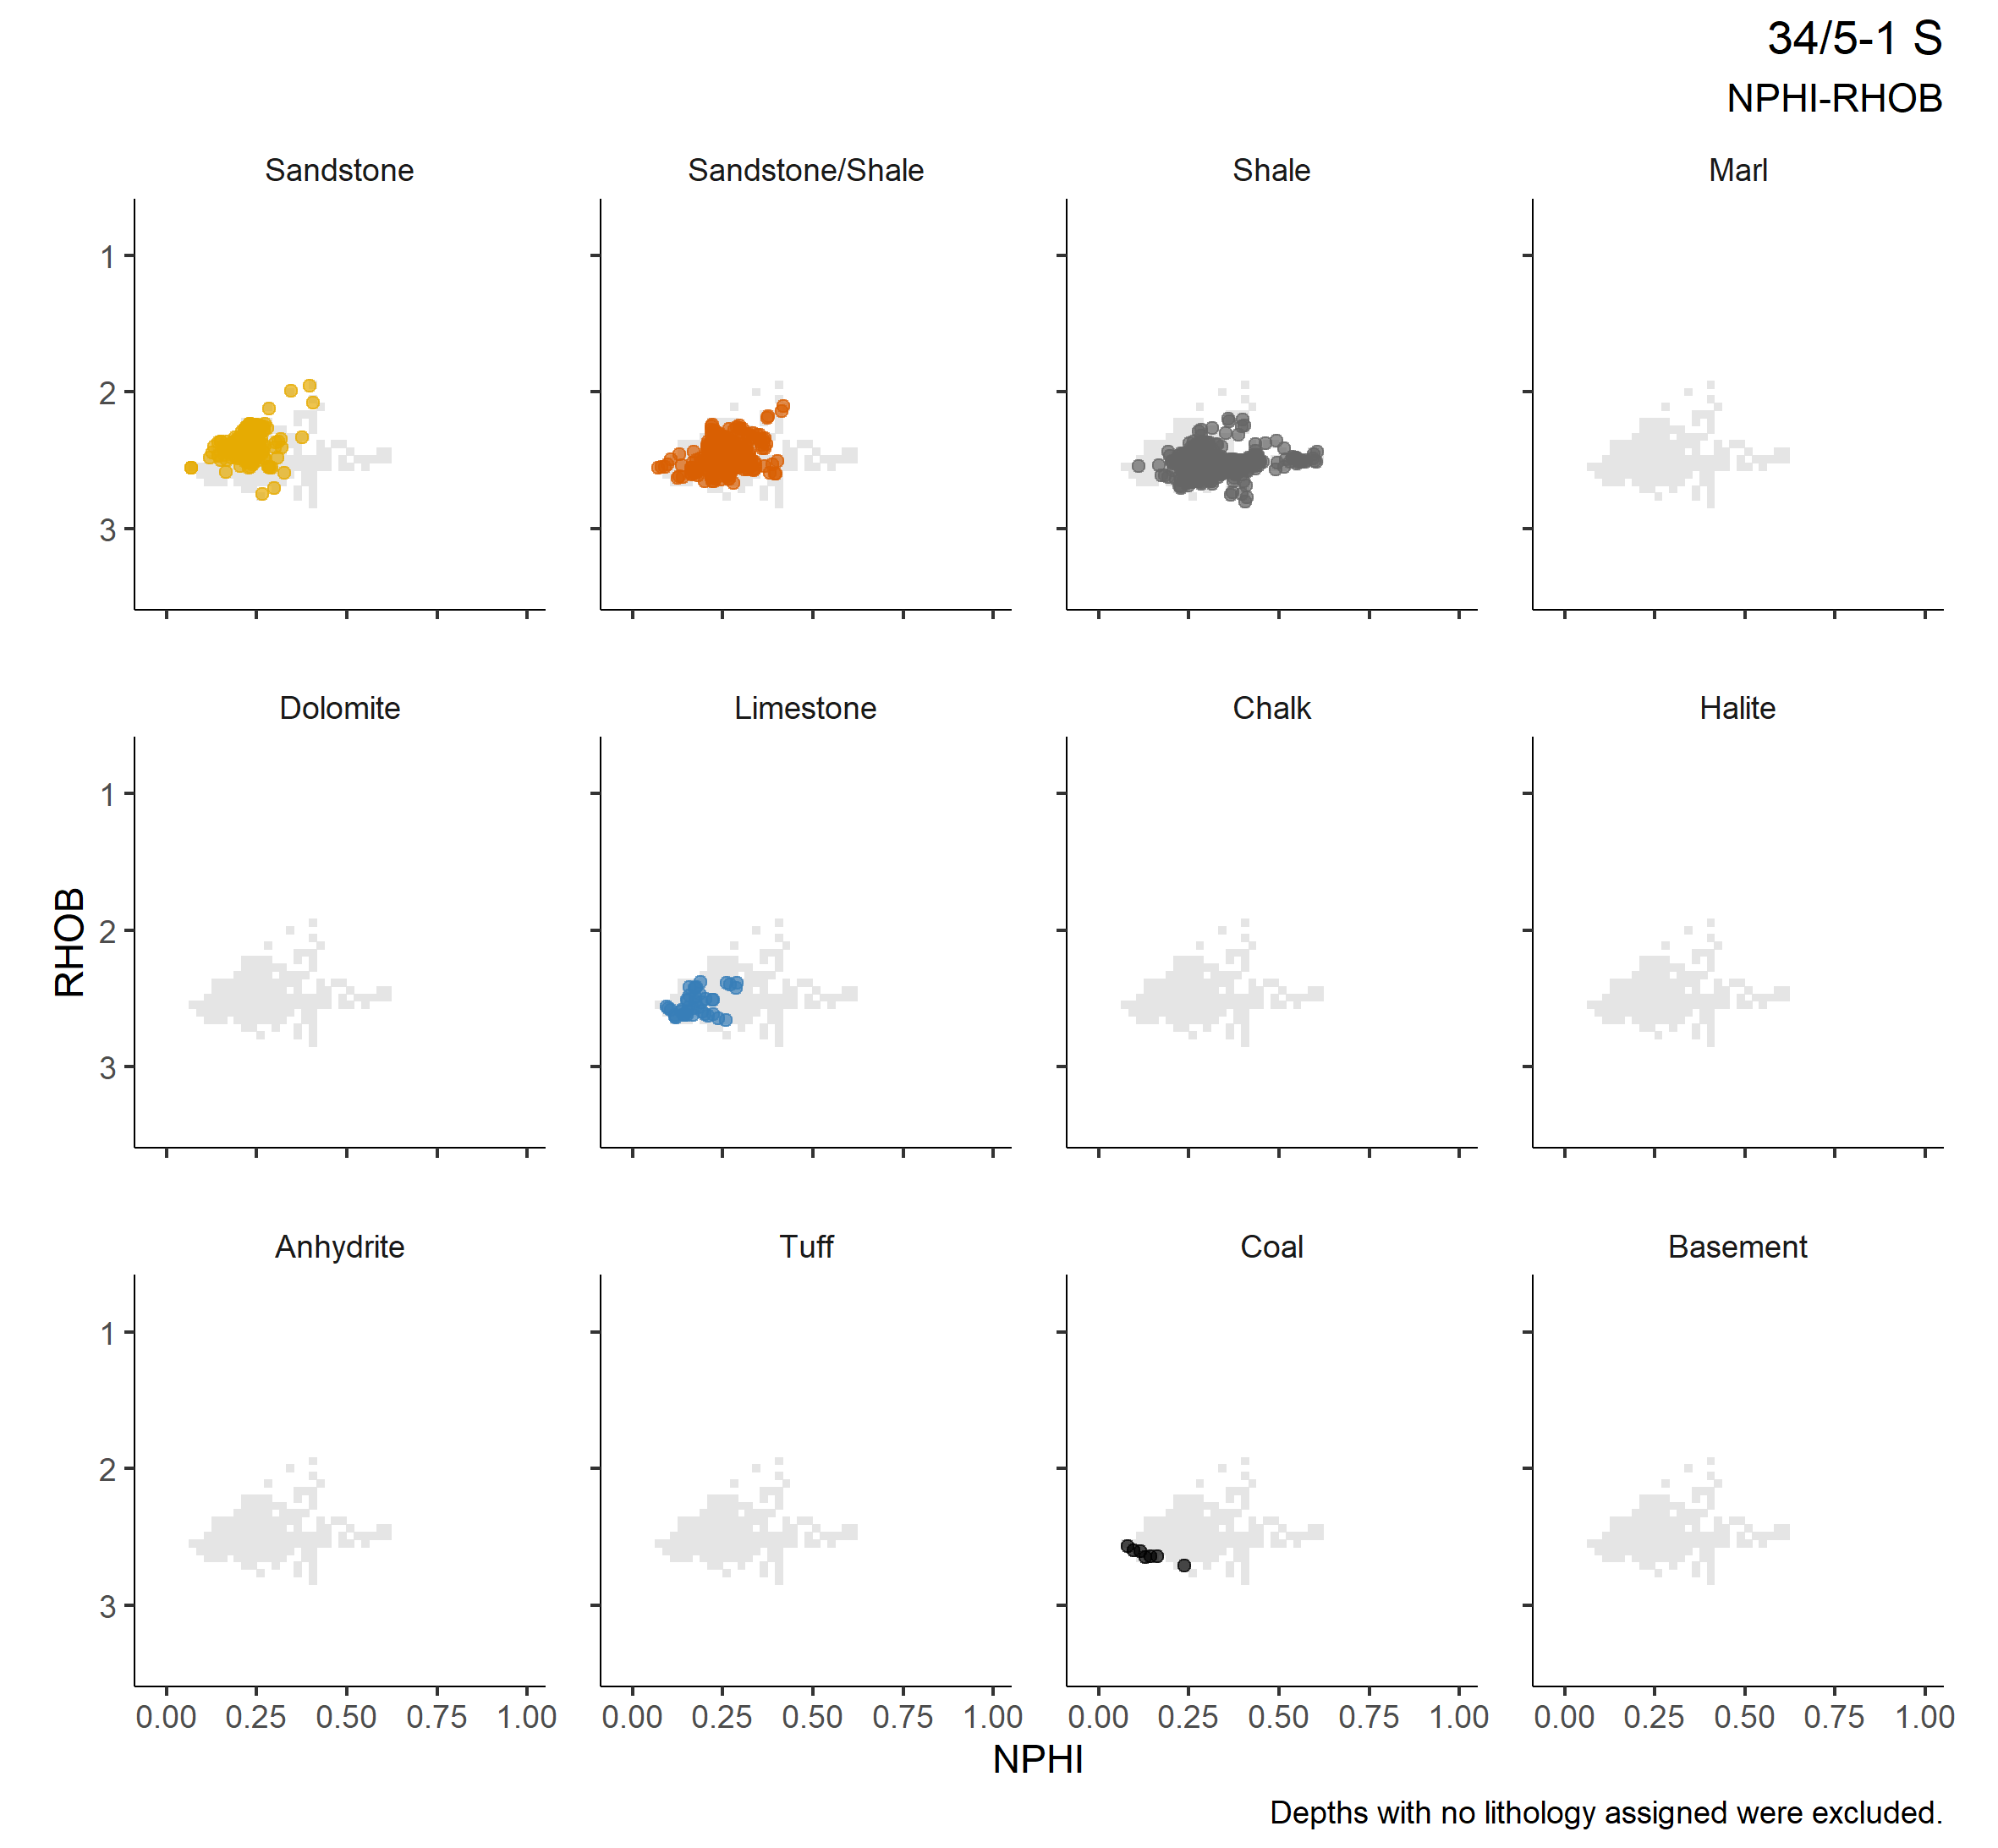 34/5-1 S
NPHI-RHOB
Sandstone
Sandstone/Shale
Shale
Marl
1
2
3
Dolomite
Limestone
Chalk
Halite
1
2
3
RHOB
Anhydrite
Tuff
Coal
Basement
1
2
3
0.00 0.25 0.50 0.75 1.00
0.00 0.25 0.50 0.75 1.00
0.00 0.25 0.50 0.75 1.00
0.00 0.25 0.50 0.75 1.00
NPHI
Depths with no lithology assigned were excluded.